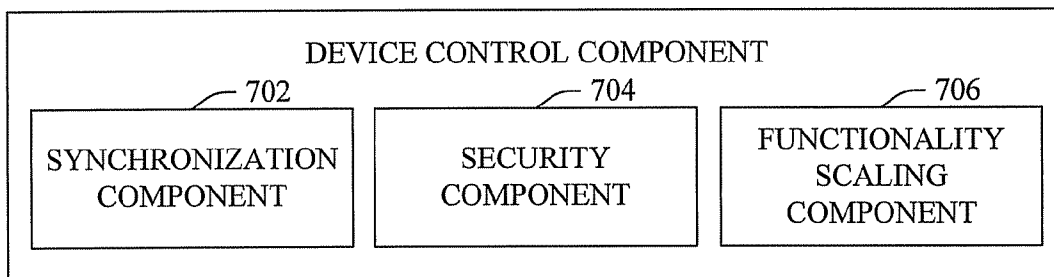 DEVICE CONTROL COMPONENT
702
704
706
SYNCHRONIZATION
COMPONENT
SECURITY
COMPONENT
FUNCTIONALITY
SCALING
COMPONENT